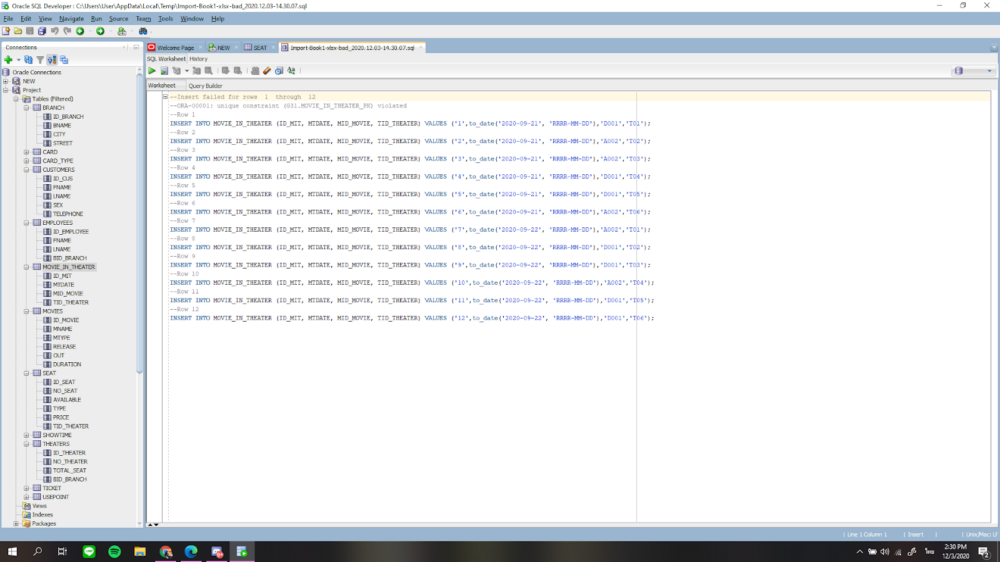 Oracle SQL Developer : C:\Users\User\AppData\Local\Temp\Import-Book1-xlsx-bad_2020.12.03-14.30.07.sql
File Edit View Navigate Run Source Team Tools Window Help
Connections
Oracle Connections
NEW
Project
Tables (Filtered)
BRANCH
ID_BRANCH
BNAME
CITY
STREET
CARD
CARD_TYPE
CUSTOMERS
ID_CUS
FNAME
LNAME
SEX
TELEPHONE
EMPLOYEES
ID_EMPLOYEE
FNAME
LNAME
BID_BRANCH
MOVIE_IN_THEATER
ID_MIT
MTDATE
MID_MOVIE
TID_THEATER
MOVIES
ID_MOVIE
MNAME
MTYPE
RELEASE
OUT
DURATION
SEAT
ID_SEAT
NO_SEAT
AVAILABLE
TYPE
PRICE
TID_THEATER
SHOWTIME
THEATERS
ID_THEATER
NO_THEATER
TOTAL_SEAT
BID_BRANCH
TICKET
USEPOINT
Views
Indexes
Packages
Welcome Page NEW SEAT Import-Book1-xlsx-bad_2020.12.03-14.30.07.sql
SQL Worksheet History
Aa
Worksheet Query Builder
--Insert failed for rows 1 through 12
--ORA-00001: unique constraint (G31.MOVIE_IN_THEATER_PK) violated
--Row 1
INSERT INTO MOVIE_IN_THEATER (ID_MIT, MTDATE, MID_MOVIE, TID_THEATER) VALUES ('1',to_date('2020-09-21', 'RRRR-MM-DD'),'D001','T01');
--Row 2
INSERT INTO MOVIE_IN_THEATER (ID_MIT, MTDATE, MID_MOVIE, TID_THEATER) VALUES ('2',to_date('2020-09-21', 'RRRR-MM-DD'),'A002','T02');
--Row 3
INSERT INTO MOVIE_IN_THEATER (ID_MIT, MTDATE, MID_MOVIE, TID_THEATER) VALUES ('3',to_date('2020-09-21', 'RRRR-MM-DD'),'A002','T03');
--Row 4
INSERT INTO MOVIE_IN_THEATER (ID_MIT, MTDATE, MID_MOVIE, TID_THEATER) VALUES ('4',to_date('2020-09-21', 'RRRR-MM-DD'),'D001','T04');
--Row 5
INSERT INTO MOVIE_IN_THEATER (ID_MIT, MTDATE, MID_MOVIE, TID_THEATER) VALUES ('5',to_date('2020-09-21', 'RRRR-MM-DD'),'D001','T05');
--Row 6
INSERT INTO MOVIE_IN_THEATER (ID_MIT, MTDATE, MID_MOVIE, TID_THEATER) VALUES ('6',to_date('2020-09-21', 'RRRR-MM-DD'),'A002','T06');
--Row 7
INSERT INTO MOVIE_IN_THEATER (ID_MIT, MTDATE, MID_MOVIE, TID_THEATER) VALUES ('7',to_date('2020-09-22', 'RRRR-MM-DD'),'A002','T01');
--Row 8
INSERT INTO MOVIE_IN_THEATER (ID_MIT, MTDATE, MID_MOVIE, TID_THEATER) VALUES ('8',to_date('2020-09-22', 'RRRR-MM-DD'),'D001','T02');
--Row 9
INSERT INTO MOVIE_IN_THEATER (ID_MIT, MTDATE, MID_MOVIE, TID_THEATER) VALUES ('9',to_date('2020-09-22', 'RRRR-MM-DD'),'D001','T03');
--Row 10
INSERT INTO MOVIE_IN_THEATER (ID_MIT, MTDATE, MID_MOVIE, TID_THEATER) VALUES ('10',to_date('2020-09-22', 'RRRR-MM-DD'),'A002','T04');
--Row 11
INSERT INTO MOVIE_IN_THEATER (ID_MIT, MTDATE, MID_MOVIE, TID_THEATER) VALUES ('11',to_date('2020-09-22', 'RRRR-MM-DD'),'D001','T05');
--Row 12
INSERT INTO MOVIE_IN_THEATER (ID_MIT, MTDATE, MID_MOVIE, TID_THEATER) VALUES ('12',to_date('2020-09-22', 'RRRR-MM-DD'),'D001','T06');
Line 1 Column 1 | Insert | | Unix/Mac: LF
LINE 9+ ไทย 2:30 PM
12/3/2020 2